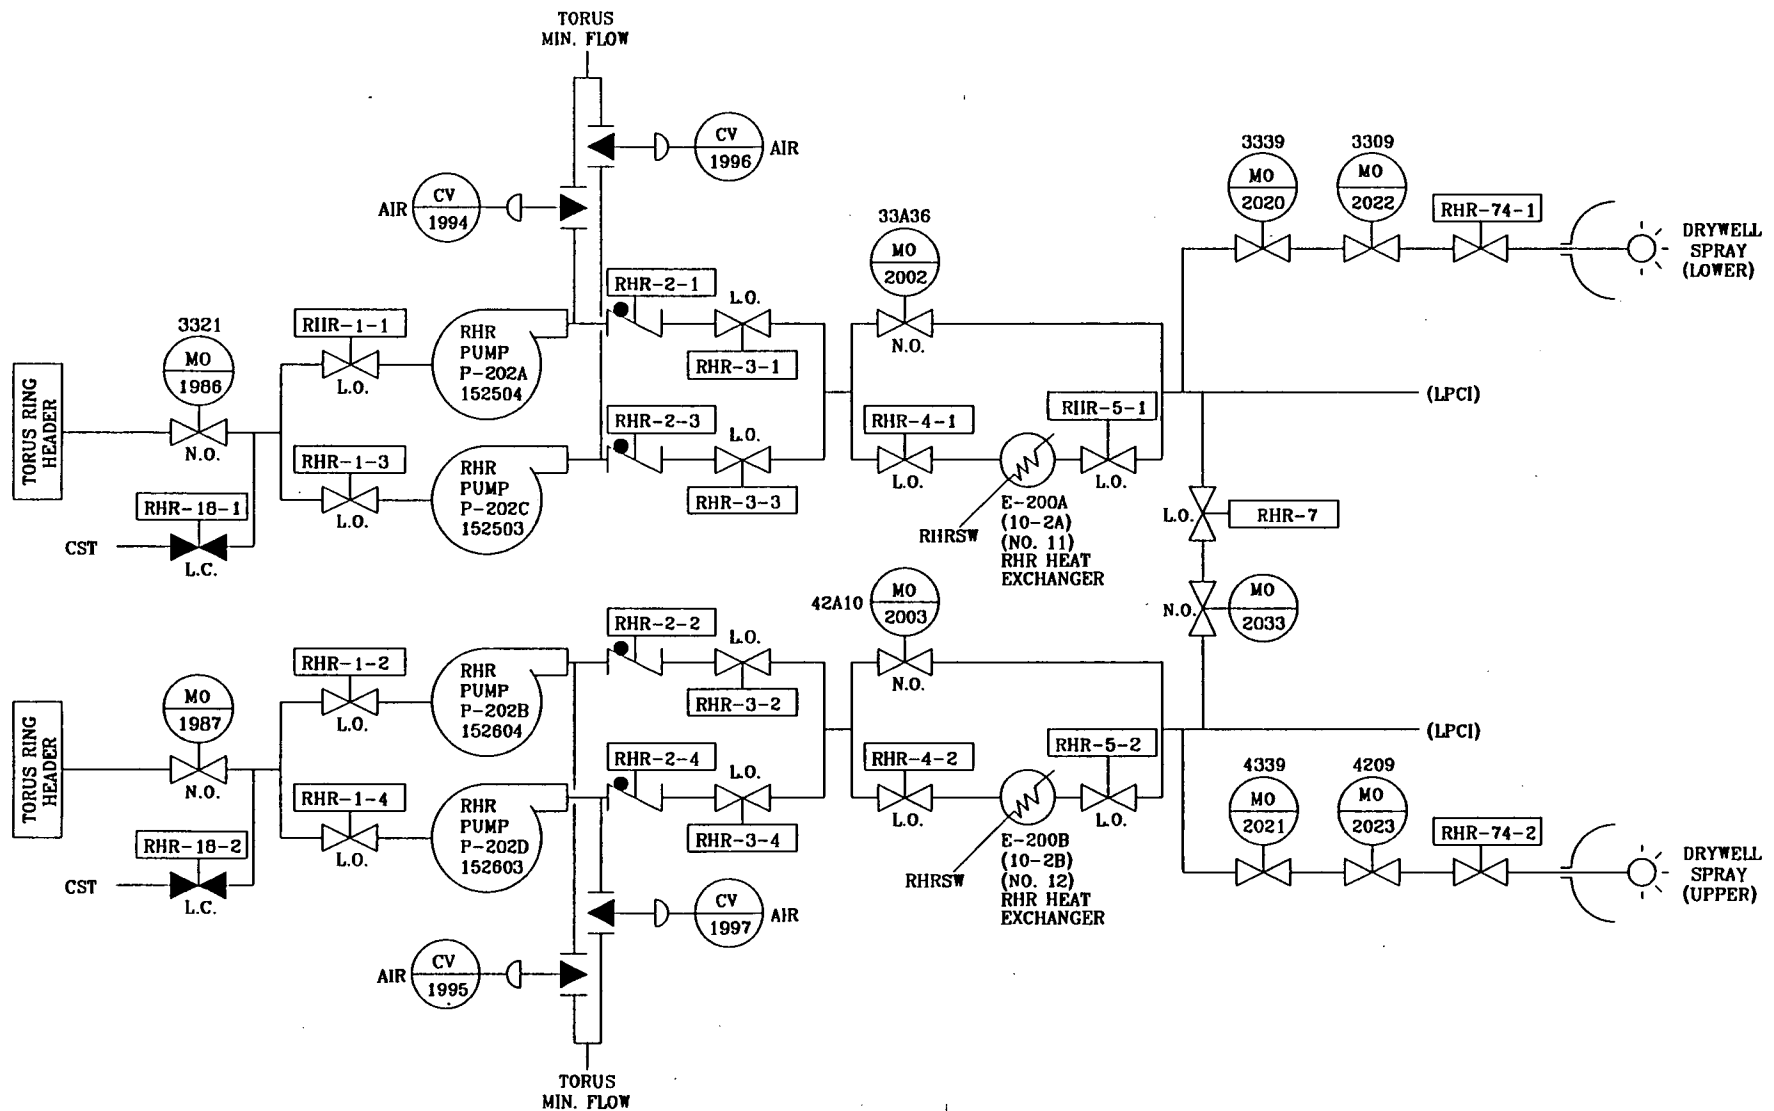 TORUS
MIN. FLOW
CV
1996
AIR
AIR
CV
1994
3339
MO
2020
3309
MO
2022
RHR-74-1
DRYWELL
SPRAY
(LOWER)
33A36
MO
2002
N.O.
RHR-2-1
L.O.
RHR-3-1
3321
MO
1986
N.O.
RHR-1-1
L.O.
RHR
PUMP
P-202A
152504
TORUS RING
HEADER
(LPCI)
RHR-2-3
L.O.
RHR-3-3
RHR-4-1
L.O.
RHR-5-1
L.O.
RHR-1-3
L.O.
RHR
PUMP
P-202C
152503
RHR-18-1
CST
L.C.
RHRSW
E-200A
(10-2A)
(NO. 11)
RHR HEAT
EXCHANGER
L.O.
RHR-7
N.O.
MO
2033
42A10
MO
2003
N.O.
RHR-2-2
L.O.
RHR-3-2
MO
1987
N.O.
RHR-1-2
L.O.
RHR
PUMP
P-202B
152604
TORUS RING
HEADER
(LPCI)
RHR-2-4
L.O.
RHR-3-4
RHR-4-2
L.O.
RHR-5-2
L.O.
RHR-1-4
L.O.
RHR
PUMP
P-202D
152603
4339
MO
2021
4209
MO
2023
RHR-74-2
DRYWELL
SPRAY
(UPPER)
RHR-18-2
CST
L.C.
RHRSW
E-200B
(10-2B)
(NO. 12)
RHR HEAT
EXCHANGER
CV
1997
AIR
AIR
CV
1995
TORUS
MIN. FLOW